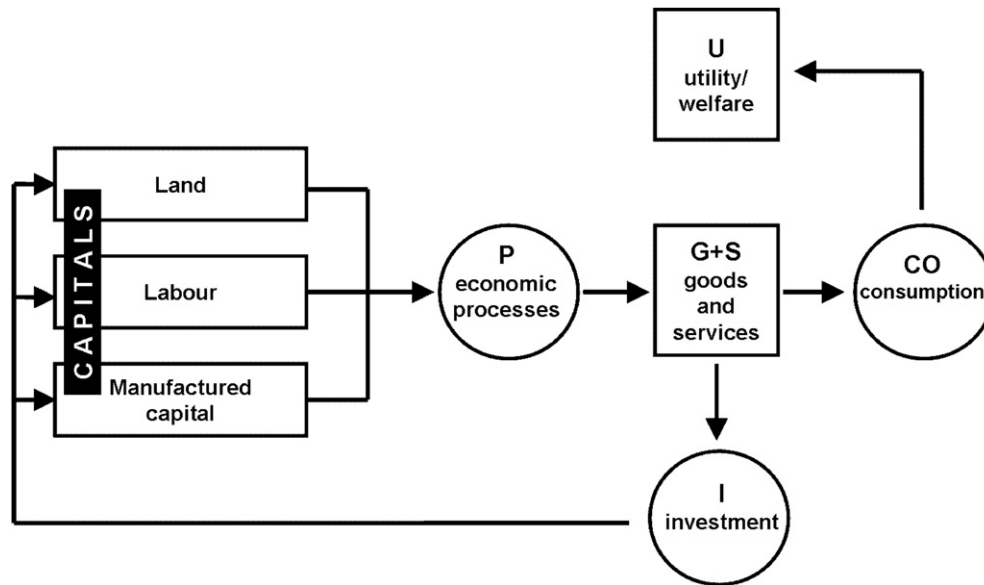 U
utility/
welfare
Land
CAPITALS
Labour
Manufactured
capital
P
economic
processes
G+S
goods
and
services
CO
consumption
I
investment